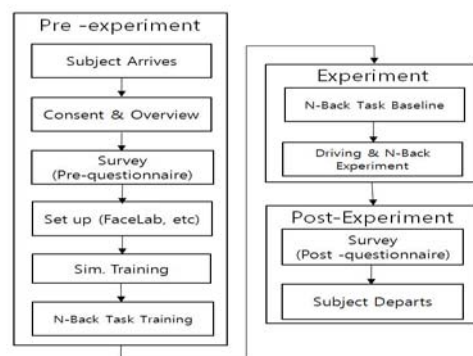 Pre -experiment
Subject Arrives
Consent & Overview
Survey
(Pre-questionnaire)
Set up (FaceLab, etc)
Sim. Training
N-Back Task Training
Experiment
N-Back Task Baseline
Driving & N-Back
Experiment
Post-Experiment
Survey
(Post -questionnaire)
Subject Departs